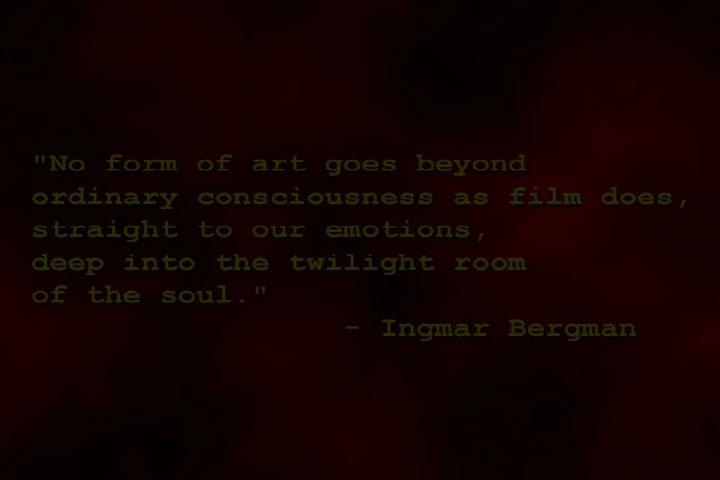 "No form of art goes beyond
ordinary consciousness as film does,
straight to our emotions,
deep into the twilight room
of the soul."
- Ingmar Bergman